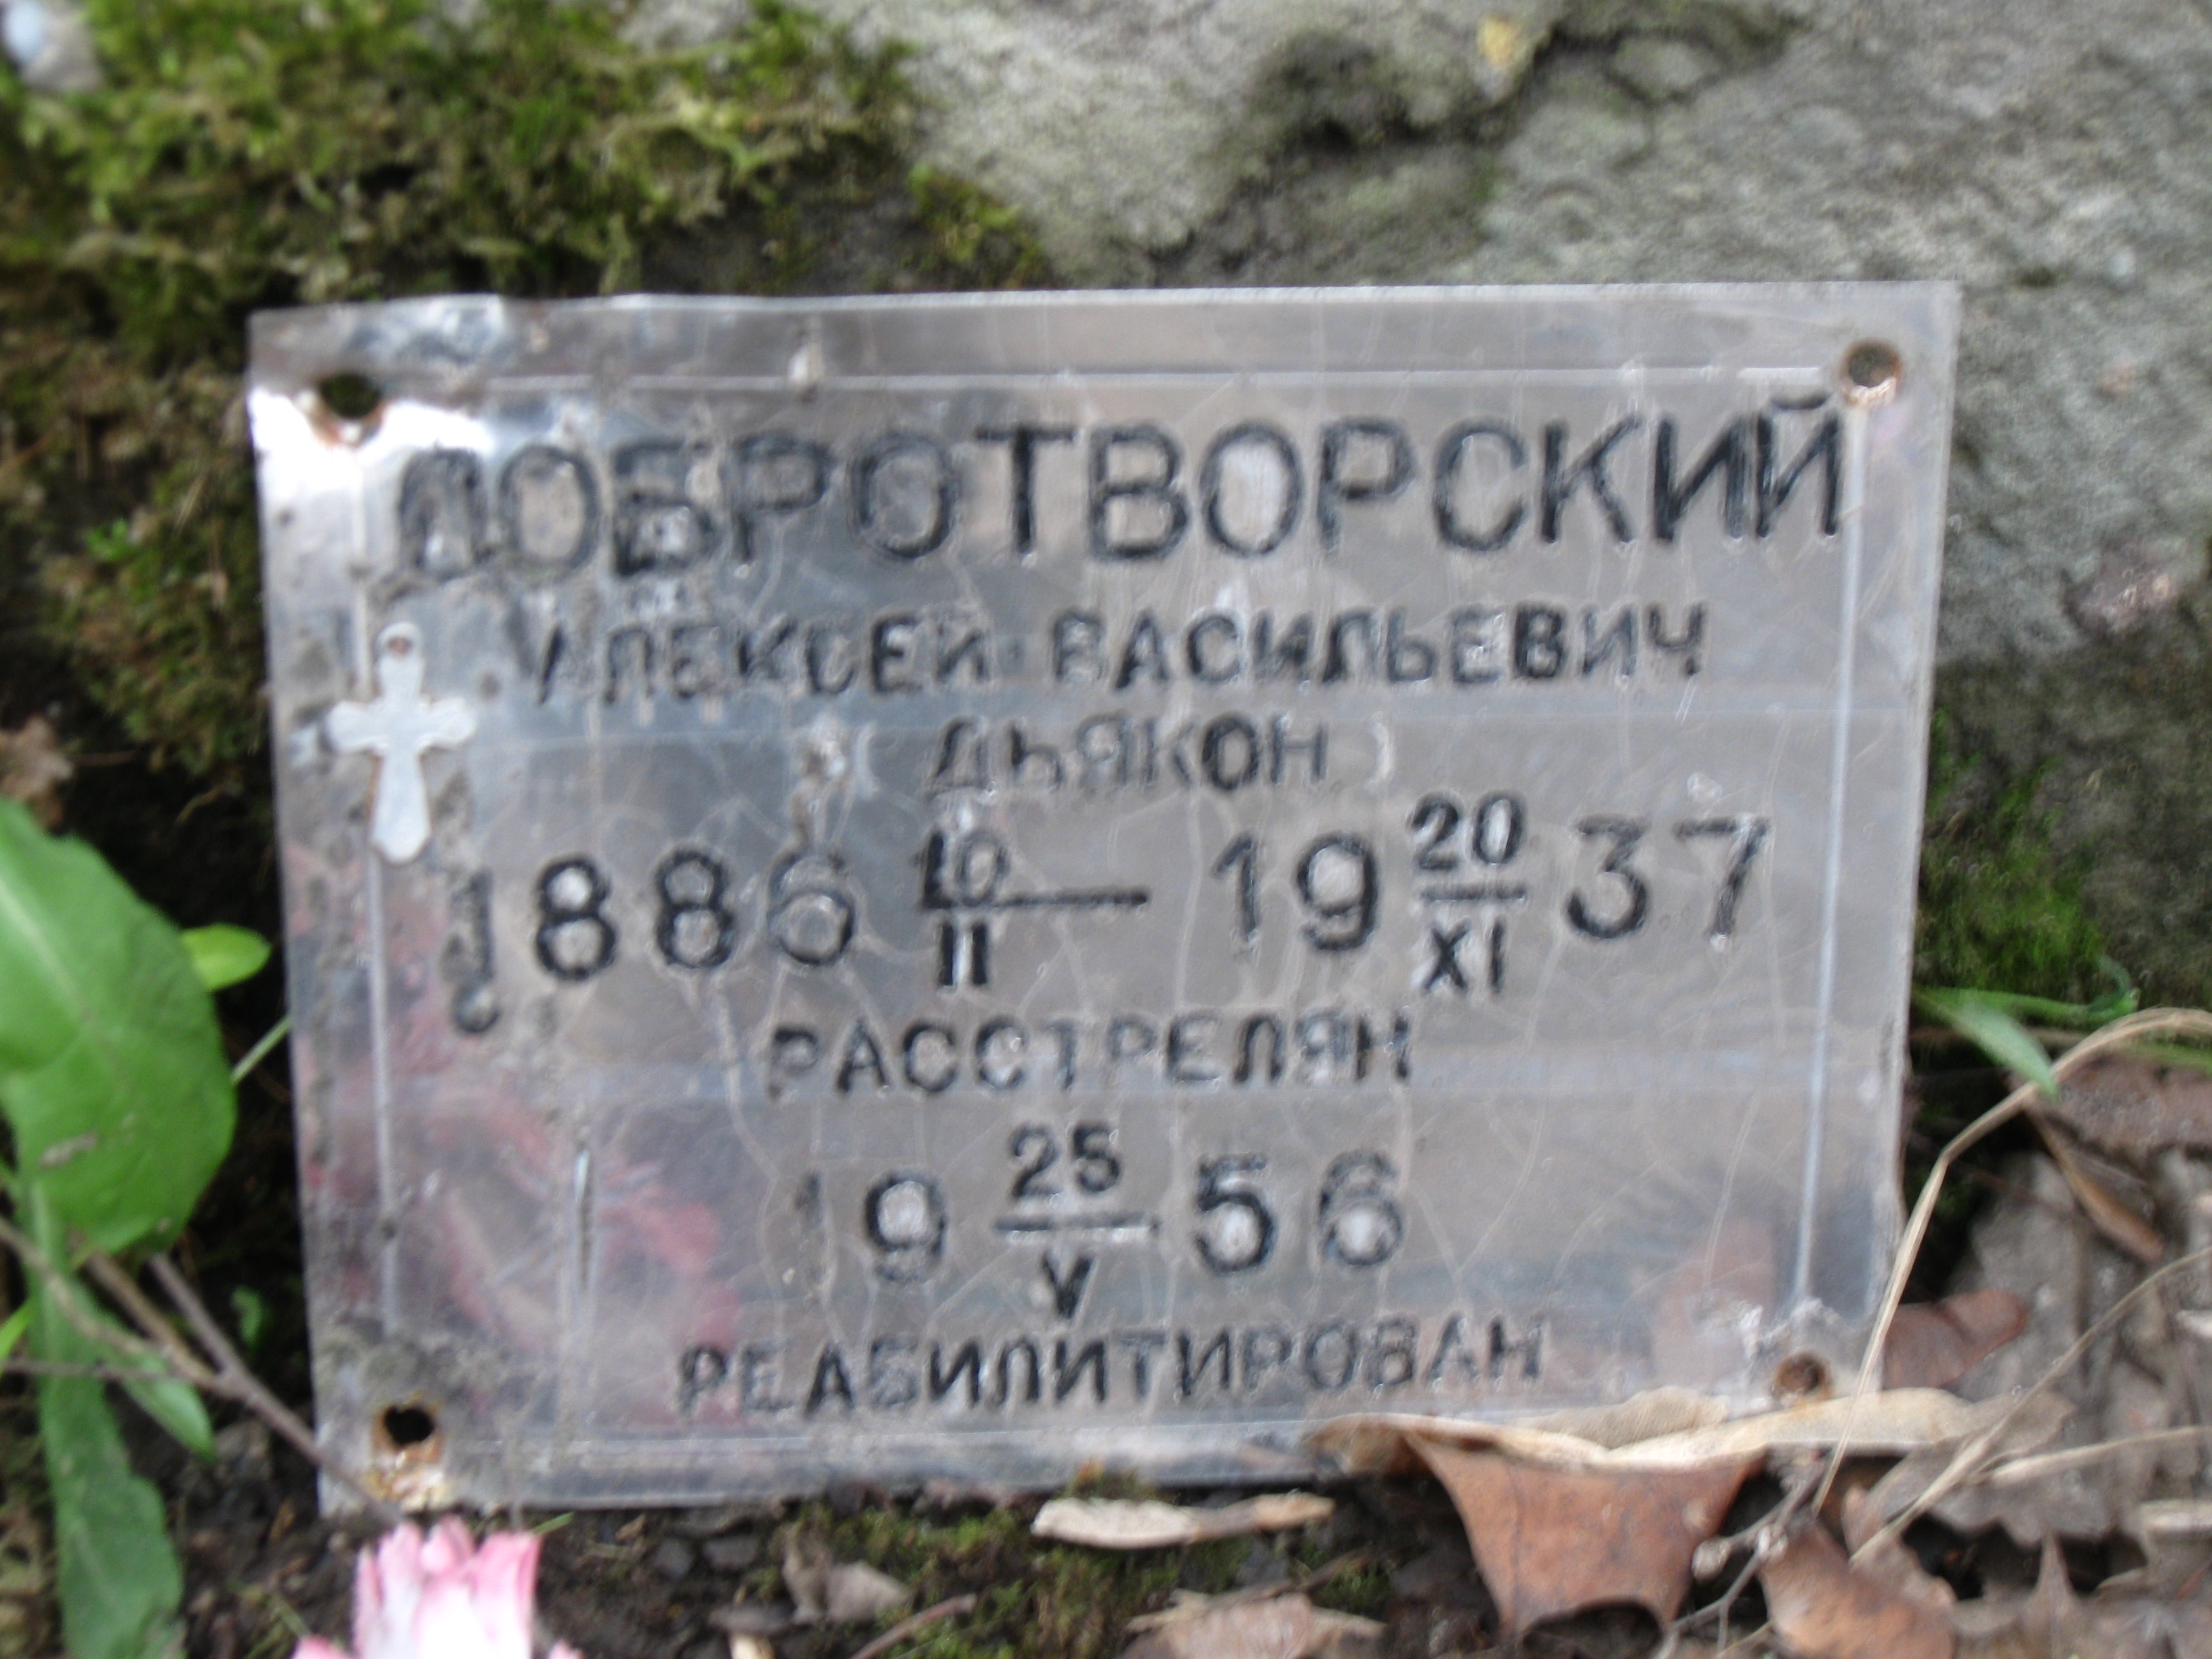 ДОБРОТВОРСКИЙ
АЛЕКСЕЙ ВАСИЛЬЕВИЧ
(ДЬЯКОН)
1886 10/II — 19 20/XI 37
РАССТРЕЛЯН
19 25/V 56
РЕАБИЛИТИРОВАН